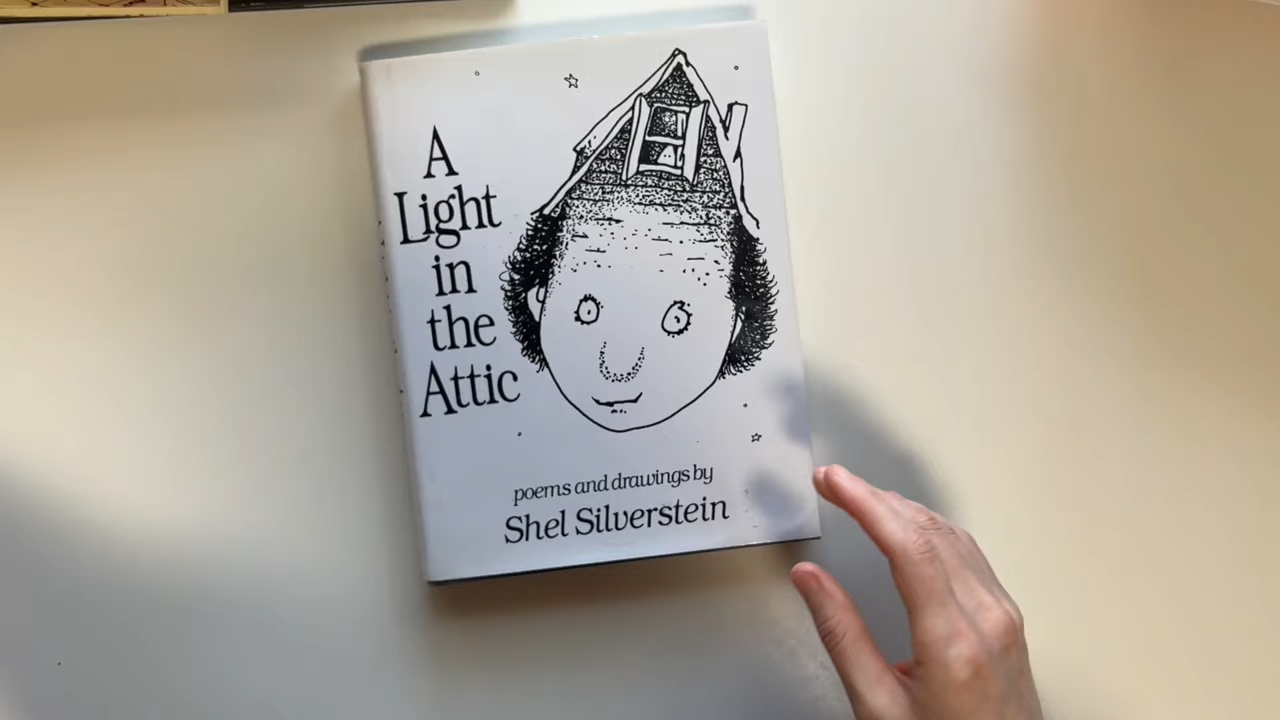 A
Light
in
the
Attic
poems and drawings by
Shel Silverstein